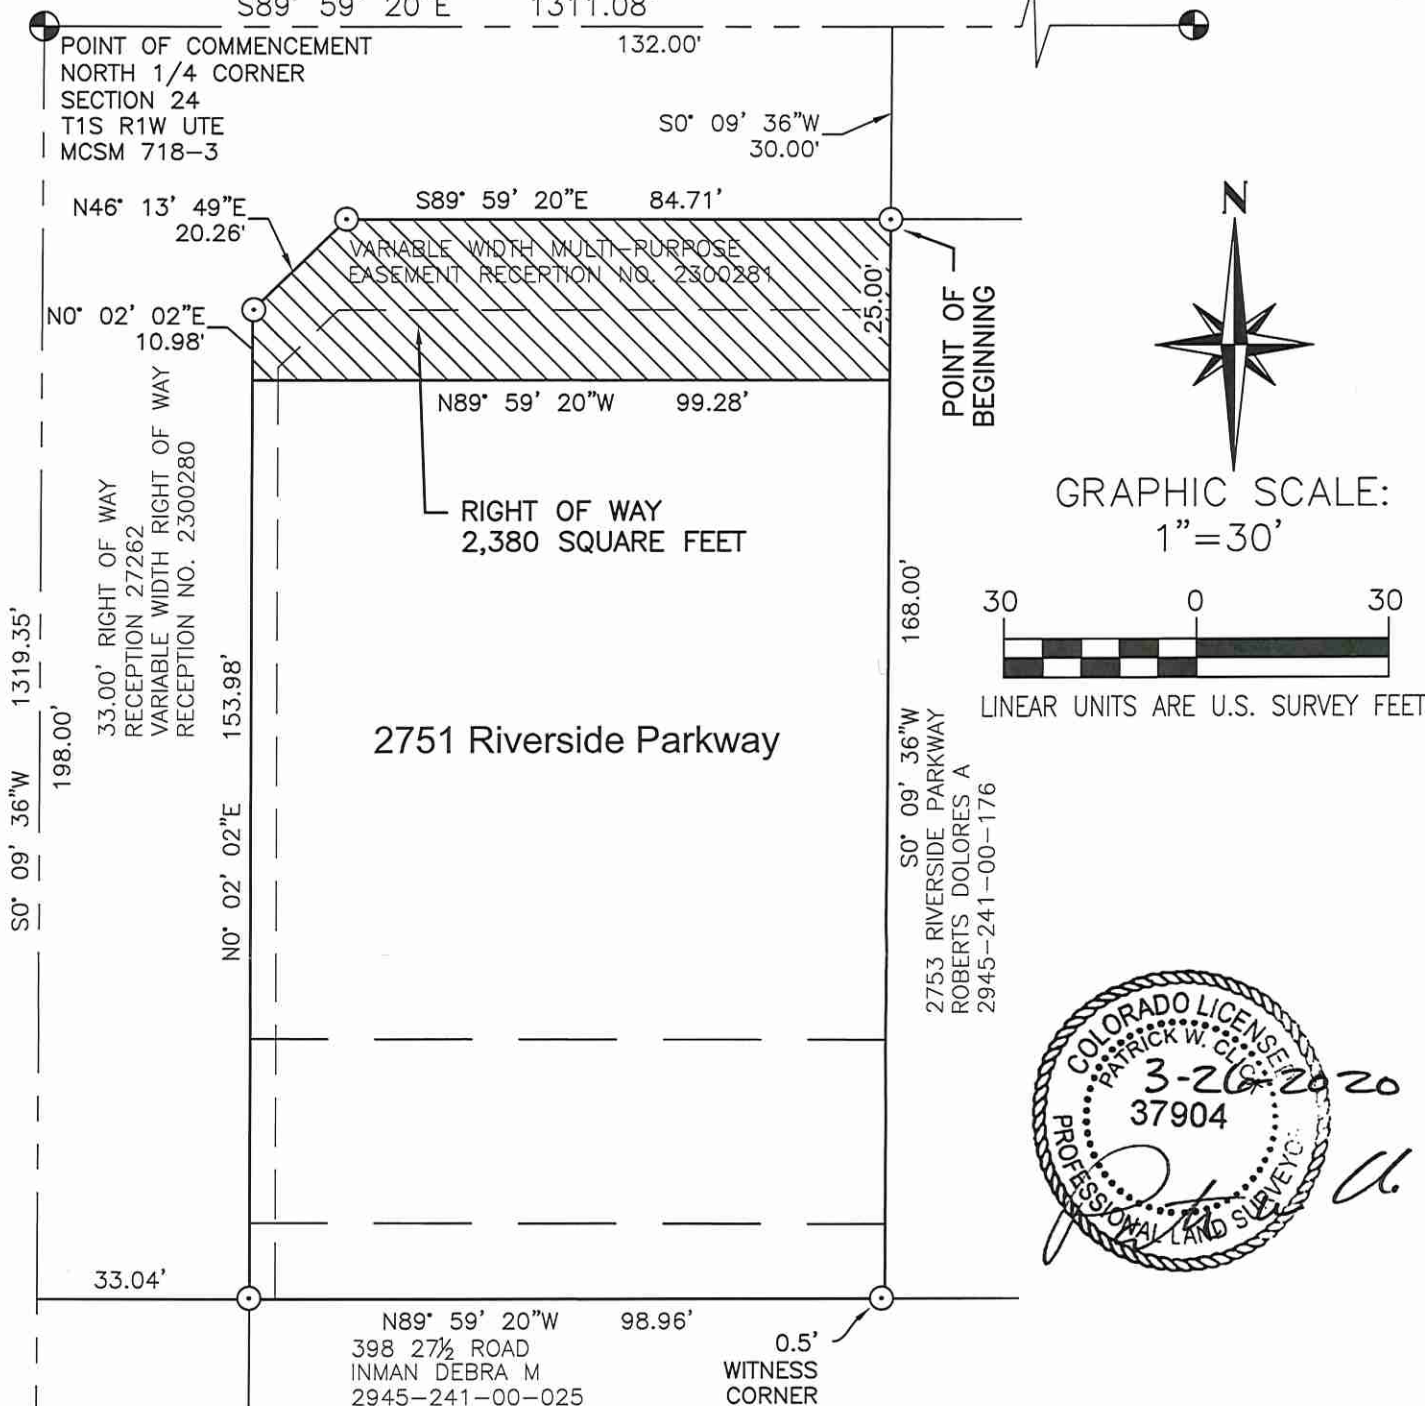 S89° 59' 20"E 1311.08'
132.00'
POINT OF COMMENCEMENT
NORTH 1/4 CORNER
SECTION 24
T1S R1W UTE
MCSM 718-3
S0° 09' 36"W
30.00'
N46° 13' 49"E
20.26'
S89° 59' 20"E 84.71'
VARIABLE WIDTH MULTI-PURPOSE
EASEMENT RECEPTION NO. 2300281
N0° 02' 02"E
10.98'
25.00'
POINT OF
BEGINNING
N
N89° 59' 20"W 99.28'
RIGHT OF WAY
2,380 SQUARE FEET
GRAPHIC SCALE:
1"=30'
30 0 30
LINEAR UNITS ARE U.S. SURVEY FEET
S0° 09' 36"W 1319.35'
198.00'
33.00' RIGHT OF WAY
RECEPTION 27262
VARIABLE WIDTH RIGHT OF WAY
RECEPTION NO. 2300280
N0° 02' 02"E 153.98'
2751 Riverside Parkway
S0° 09' 36"W 168.00'
2753 RIVERSIDE PARKWAY
ROBERTS DOLORES A
2945-241-00-176
COLORADO LICENSED
PATRICK W. CLICK
3-26-2020
37904
PROFESSIONAL LAND SURVEYOR
33.04'
N89° 59' 20"W 98.96'
398 27½ ROAD
INMAN DEBRA M
2945-241-00-025
0.5'
WITNESS
CORNER